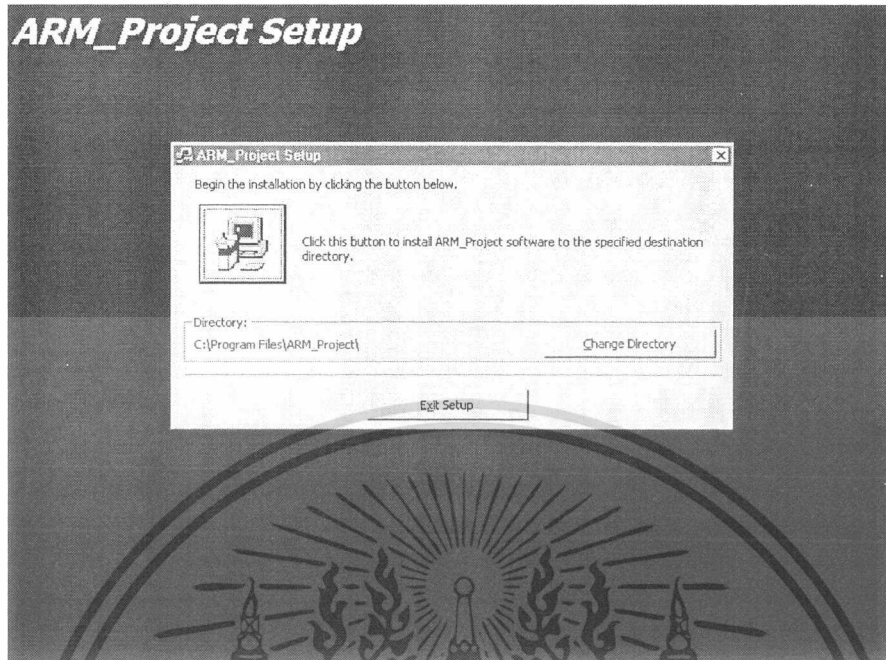 ARM_Project Setup
ARM_Project Setup
Begin the installation by clicking the button below.
Click this button to install ARM_Project software to the specified destination
directory.
Directory:
C:\Program Files\ARM_Project\
Change Directory
Exit Setup